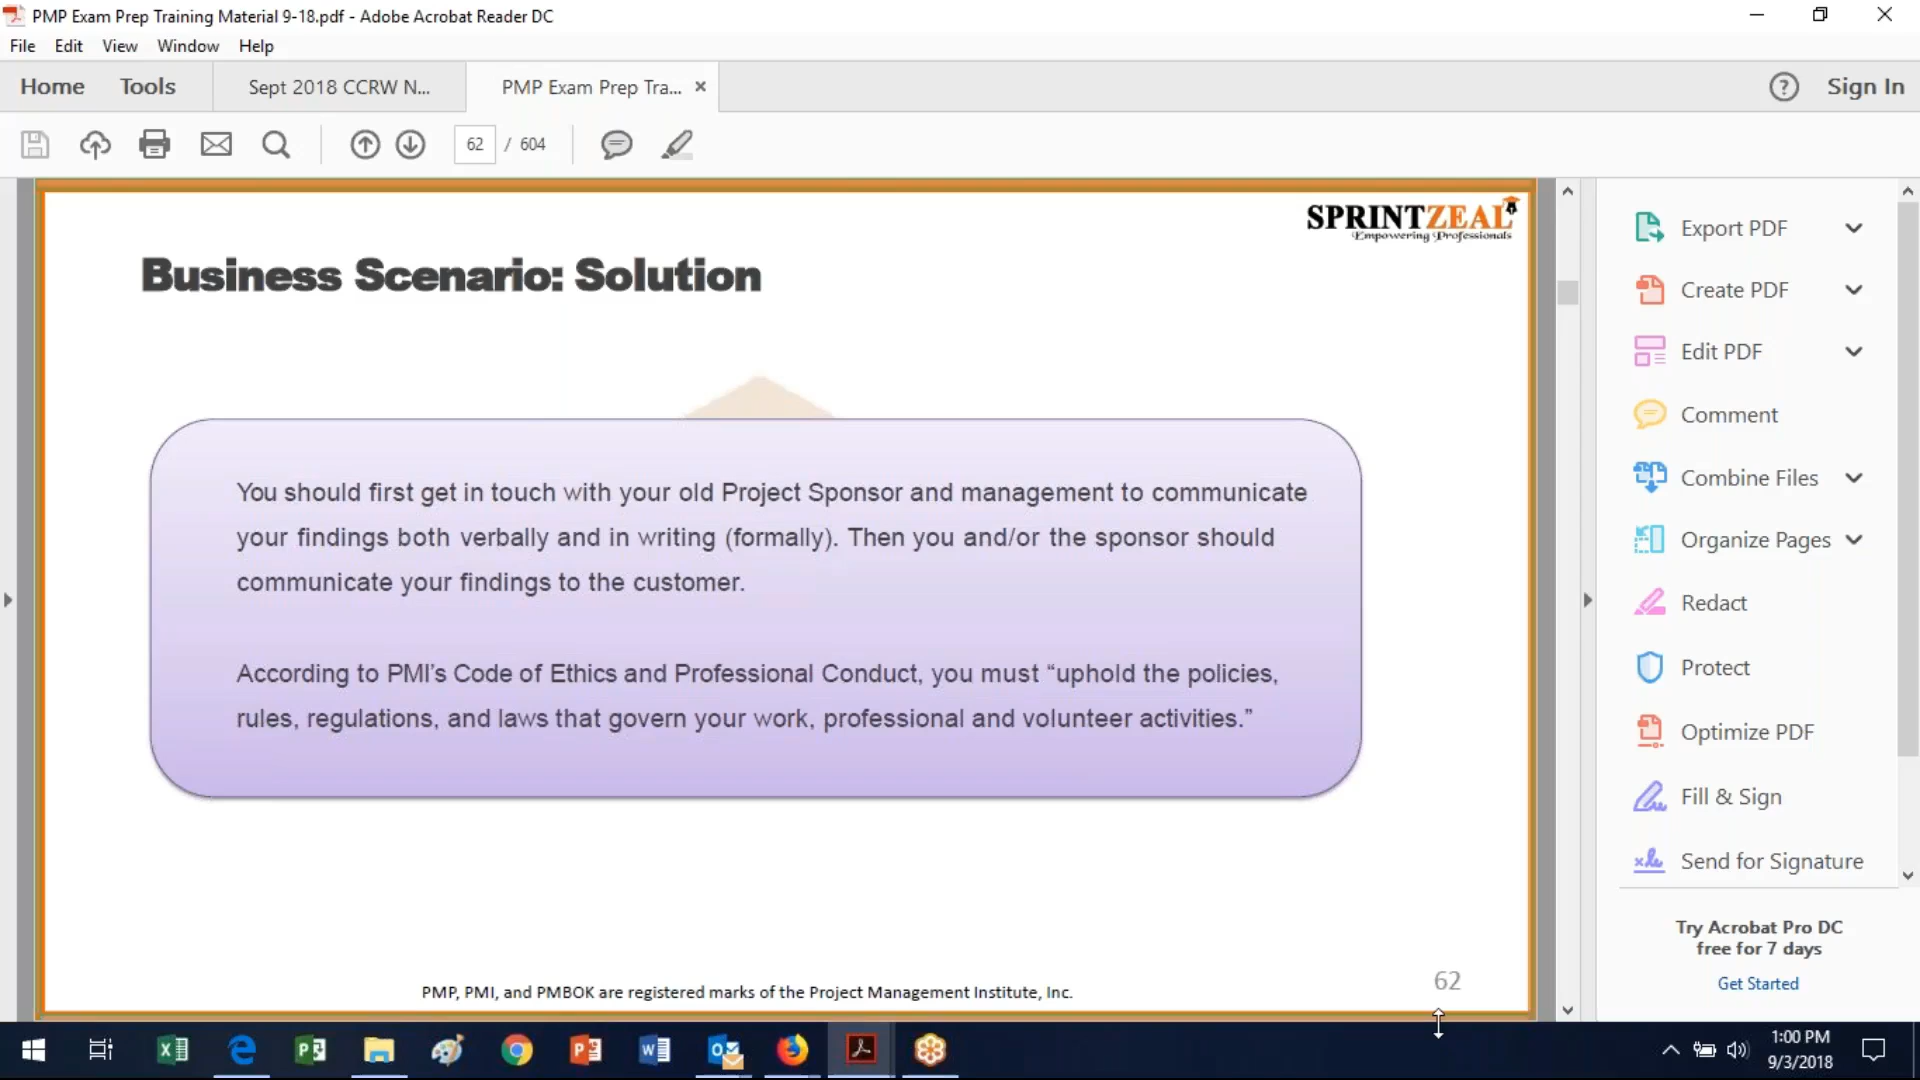 PMP Exam Prep Training Material 9-18.pdf - Adobe Acrobat Reader DC
File Edit View Window Help
Home Tools Sept 2018 CCRW N... PMP Exam Prep Tra... × ? Sign In
62 / 604
SPRINTZEAL
Empowering Professionals
Business Scenario: Solution
You should first get in touch with your old Project Sponsor and management to communicate
your findings both verbally and in writing (formally). Then you and/or the sponsor should
communicate your findings to the customer.
According to PMI’s Code of Ethics and Professional Conduct, you must “uphold the policies,
rules, regulations, and laws that govern your work, professional and volunteer activities.”
PMP, PMI, and PMBOK are registered marks of the Project Management Institute, Inc.
62
Export PDF
Create PDF
Edit PDF
Comment
Combine Files
Organize Pages
Redact
Protect
Optimize PDF
Fill & Sign
Send for Signature
Try Acrobat Pro DC
free for 7 days
Get Started
1:00 PM
9/3/2018